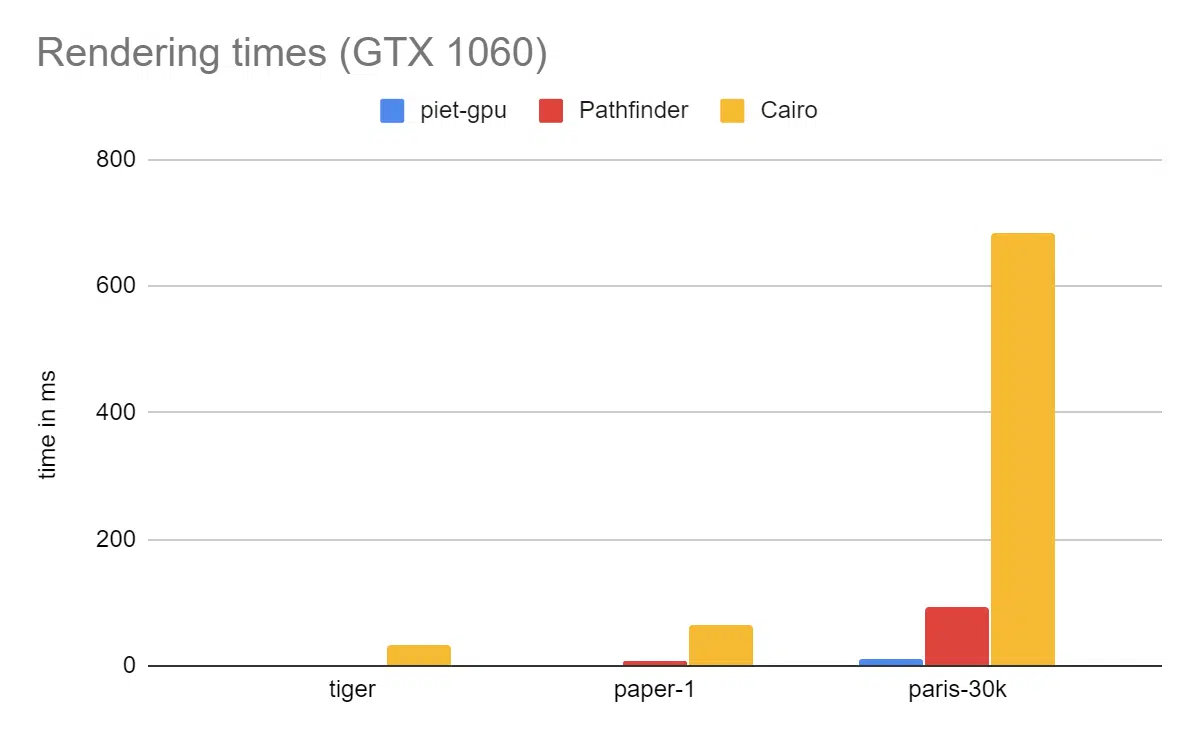 Rendering times (GTX 1060)
piet-gpu Pathfinder Cairo
800
600
400
200
0
time in ms
tiger paper-1 paris-30k